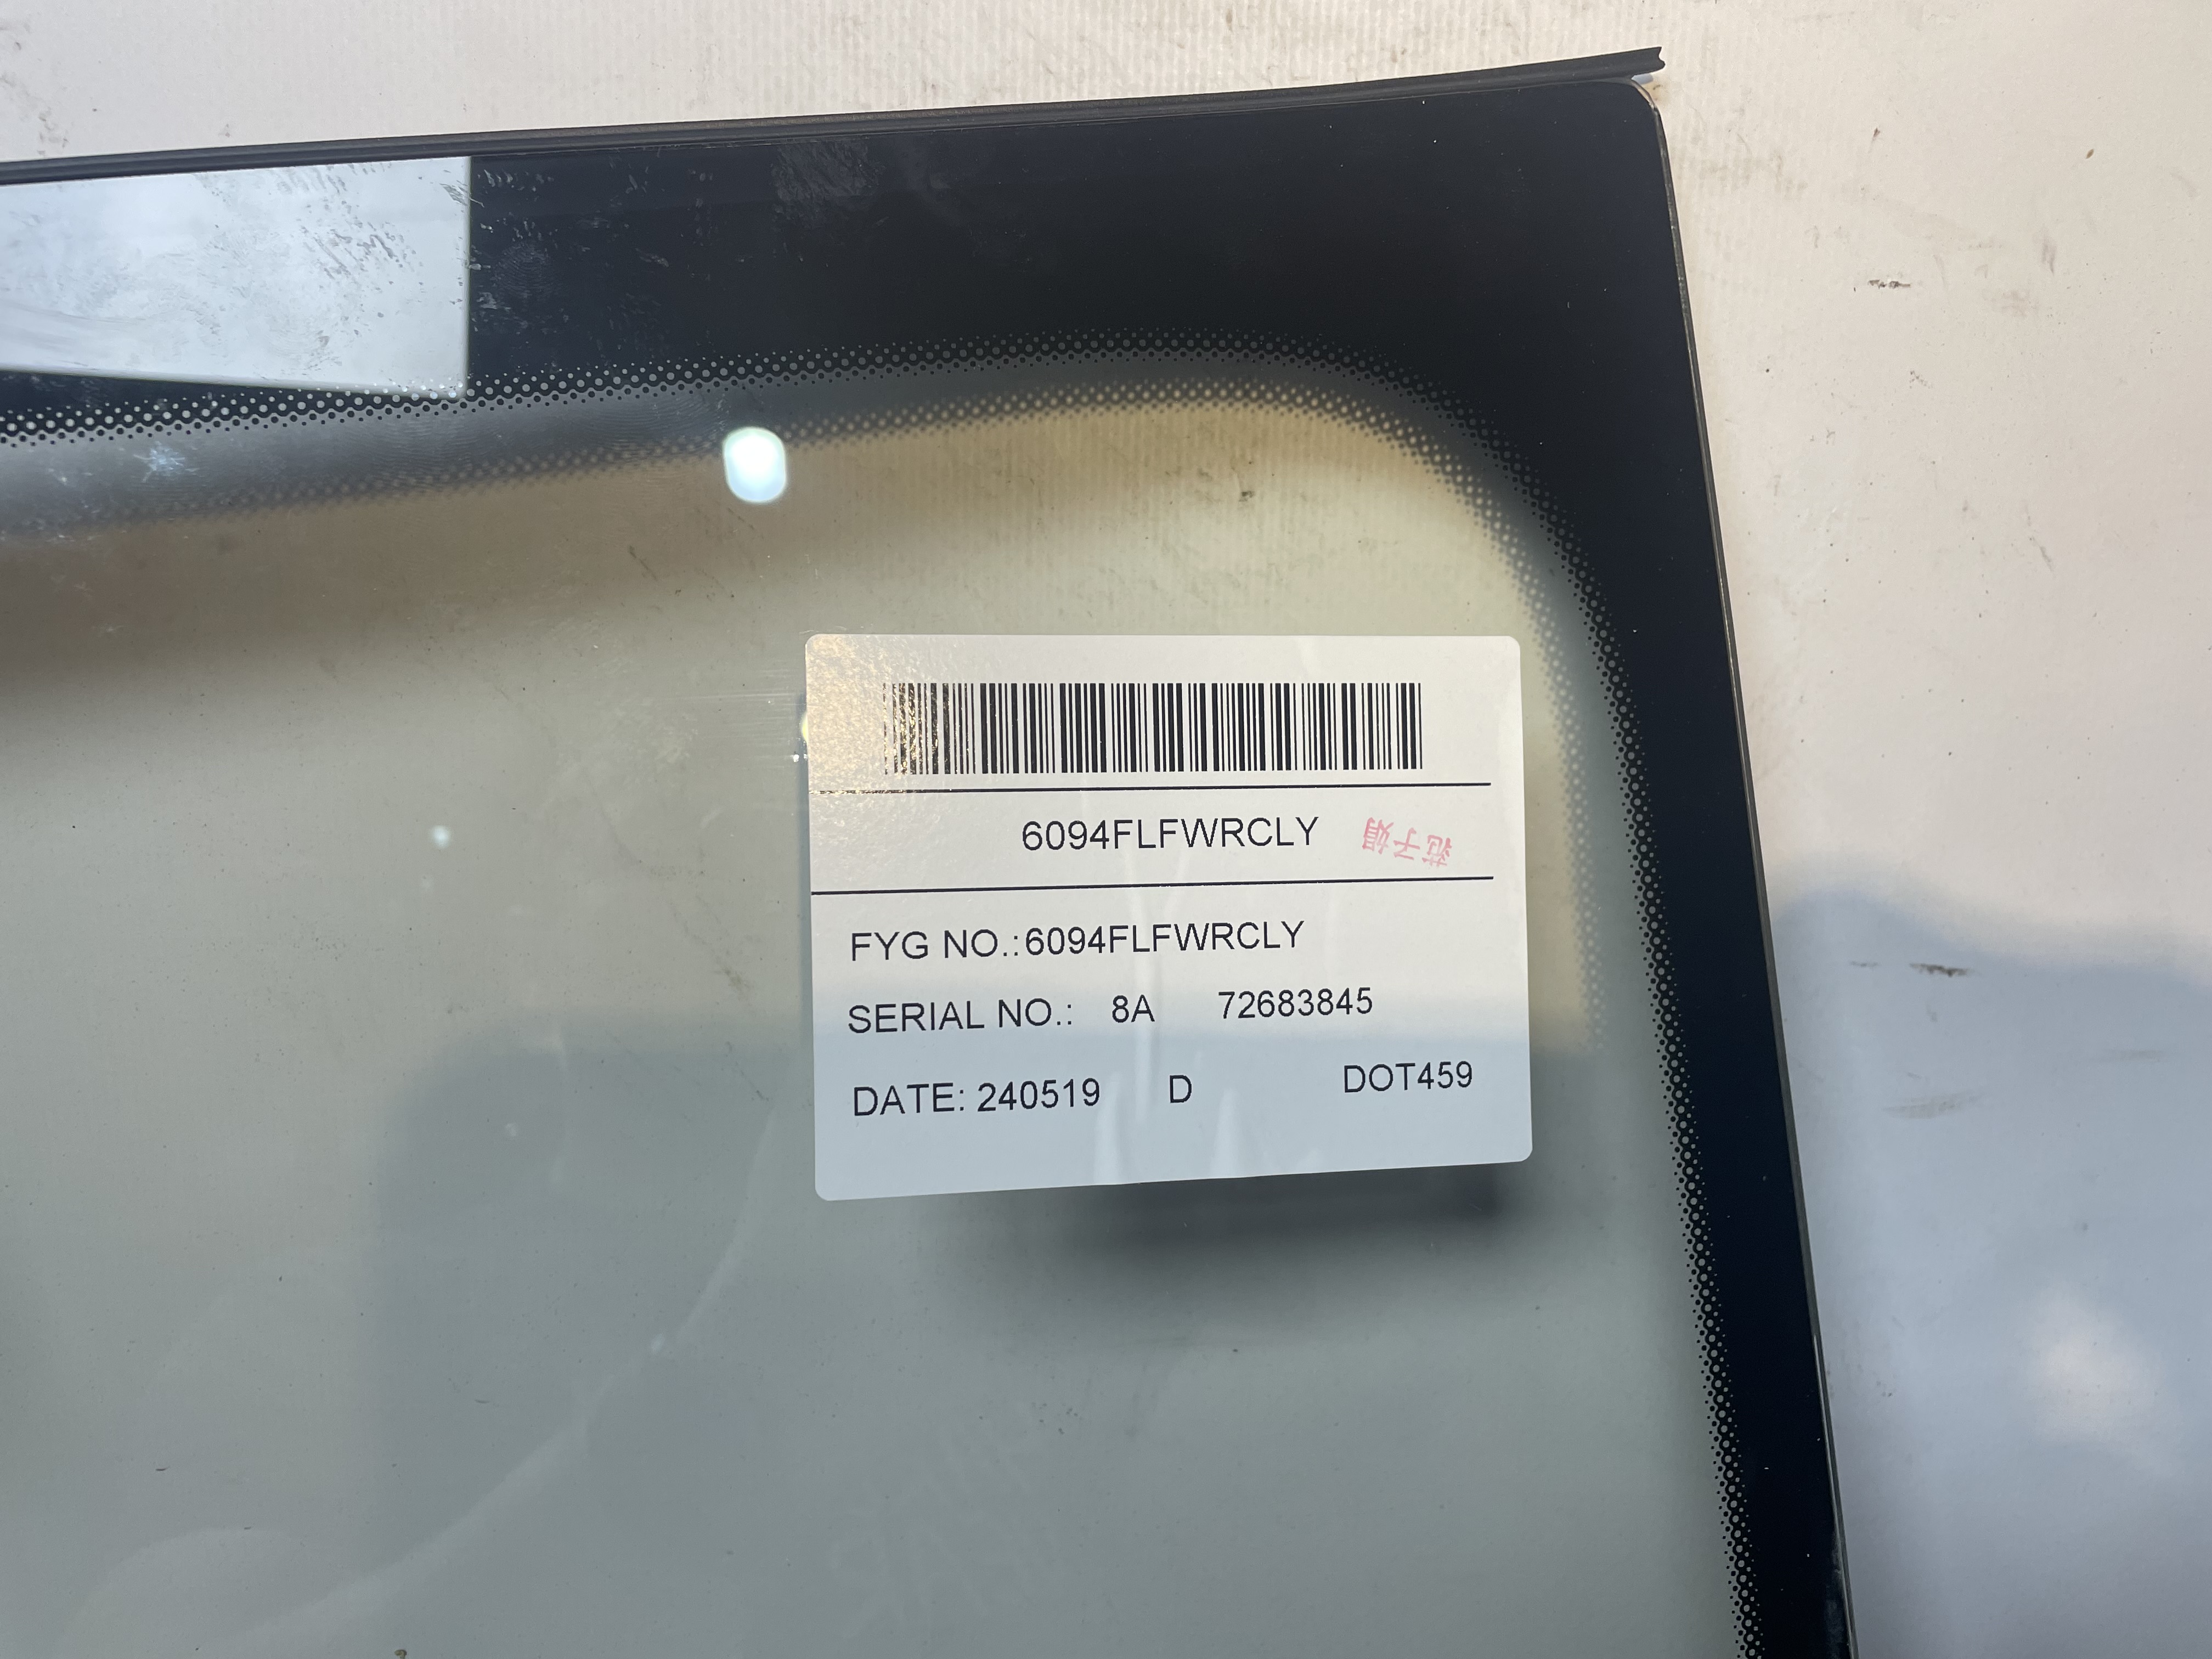 6094FLFWRCLY
FYG NO.:6094FLFWRCLY
SERIAL NO.: 8A 72683845
DATE: 240519 D DOT459